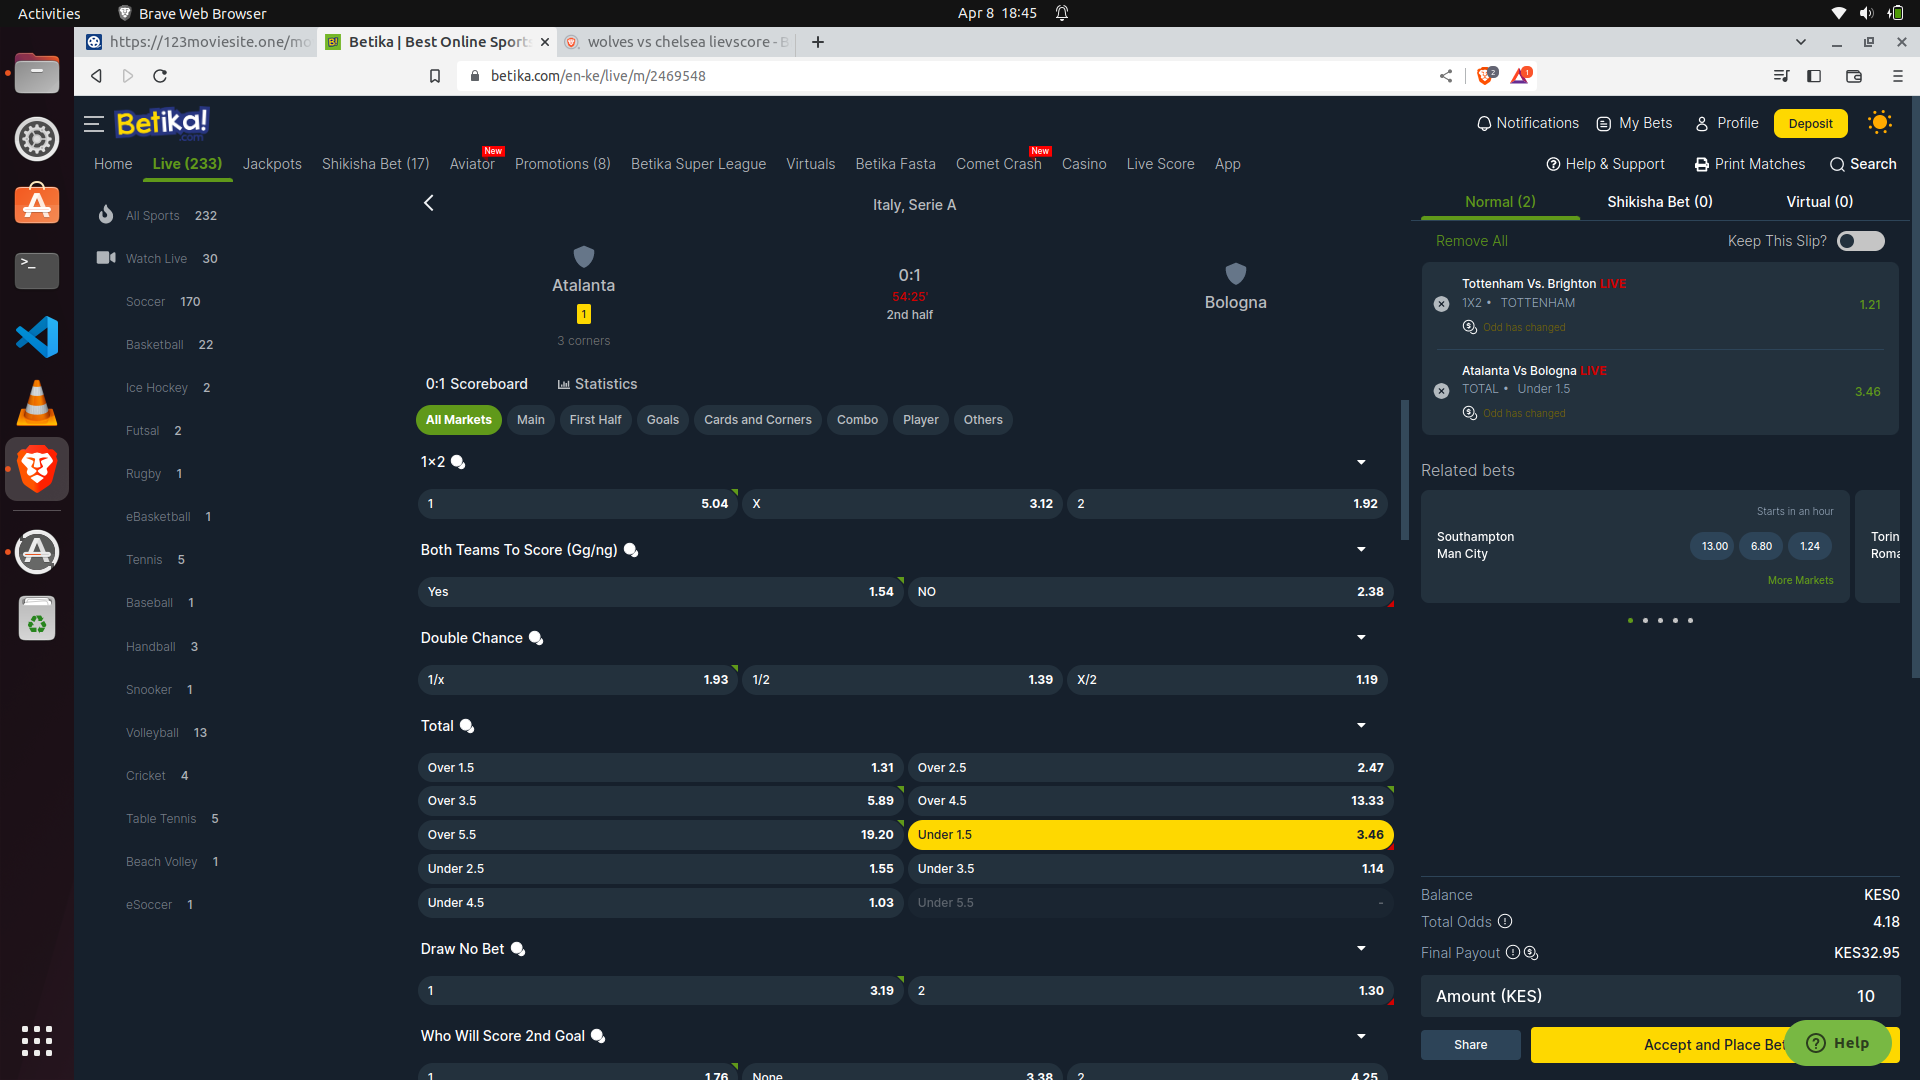 Activities
Brave Web Browser
Apr 8 18:45
https://123moviesite.one/mo
Betika | Best Online Sport
wolves vs chelsea lievscore - B
betika.com/en-ke/live/m/2469548
2
1
Betika!
.com
Notifications
My Bets
Profile
Deposit
Home
Live (233)
Jackpots
Shikisha Bet (17)
Aviator
New
Promotions (8)
Betika Super League
Virtuals
Betika Fasta
Comet Crash
New
Casino
Live Score
App
Help & Support
Print Matches
Search
All Sports 232
Watch Live 30
Soccer 170
Basketball 22
Ice Hockey 2
Futsal 2
Rugby 1
eBasketball 1
Tennis 5
Baseball 1
Handball 3
Snooker 1
Volleyball 13
Cricket 4
Table Tennis 5
Beach Volley 1
eSoccer 1
Italy, Serie A
Atalanta
1
3 corners
0:1
54:25'
2nd half
Bologna
0:1 Scoreboard
Statistics
All Markets
Main
First Half
Goals
Cards and Corners
Combo
Player
Others
1×2
1 5.04
X 3.12
2 1.92
Both Teams To Score (Gg/ng)
Yes 1.54
NO 2.38
Double Chance
1/x 1.93
1/2 1.39
X/2 1.19
Total
Over 1.5 1.31
Over 2.5 2.47
Over 3.5 5.89
Over 4.5 13.33
Over 5.5 19.20
Under 1.5 3.46
Under 2.5 1.55
Under 3.5 1.14
Under 4.5 1.03
Under 5.5 -
Draw No Bet
1 3.19
2 1.30
Who Will Score 2nd Goal
1 1.76
None 3.38
2 4.25
Normal (2)
Shikisha Bet (0)
Virtual (0)
Remove All
Keep This Slip?
Tottenham Vs. Brighton LIVE
1X2 • TOTTENHAM
1.21
Odd has changed
Atalanta Vs Bologna LIVE
TOTAL • Under 1.5
3.46
Odd has changed
Related bets
Starts in an hour
Southampton
Man City
13.00
6.80
1.24
More Markets
Torin
Roma
Balance KES0
Total Odds 4.18
Final Payout KES32.95
Amount (KES) 10
Share
Accept and Place Bet
Help